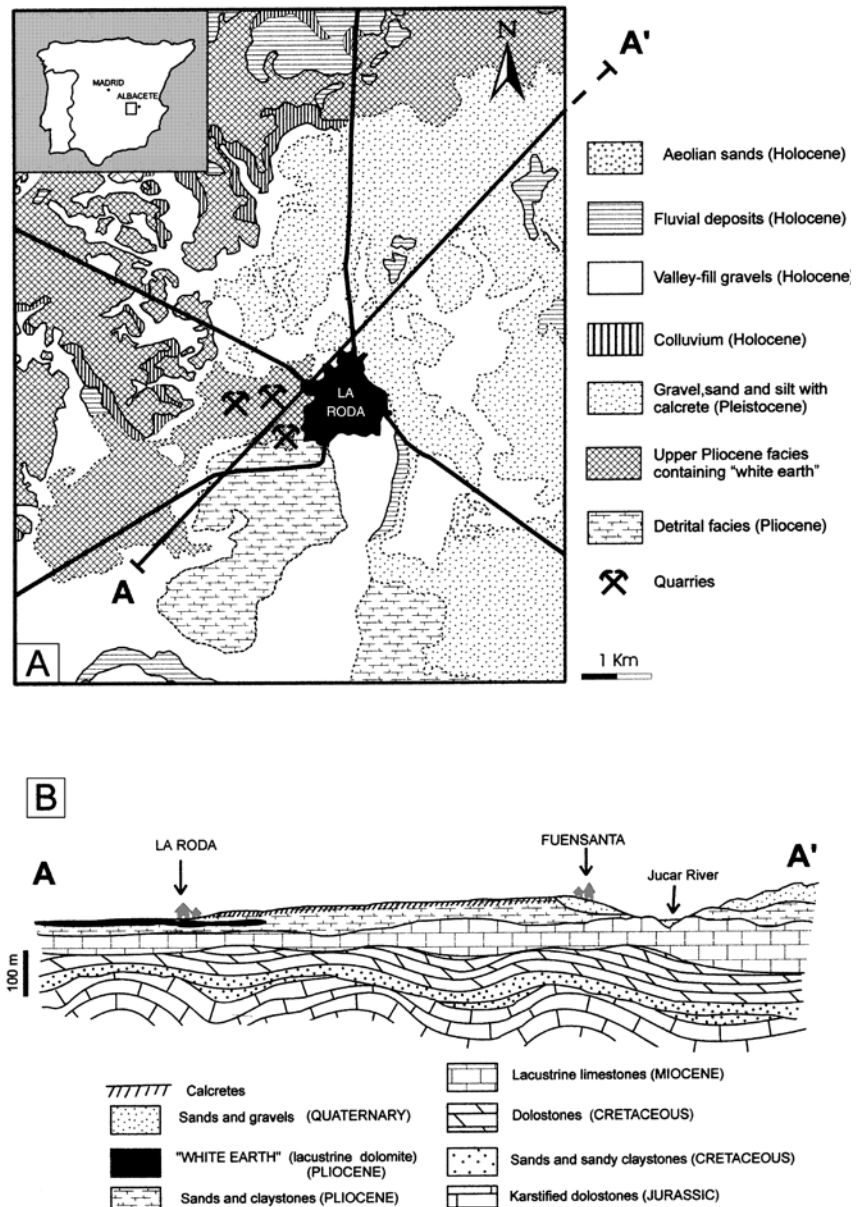 MADRID
ALBACETE
N
A'
Aeolian sands (Holocene)
Fluvial deposits (Holocene)
Valley-fill gravels (Holocene)
Colluvium (Holocene)
Gravel,sand and silt with
calcrete (Pleistocene)
Upper Pliocene facies
containing "white earth"
Detrital facies (Pliocene)
Quarries
LA
RODA
A
A
1 Km
B
A
LA RODA
FUENSANTA
Jucar River
A'
100 m
Calcretes
Sands and gravels (QUATERNARY)
"WHITE EARTH" (lacustrine dolomite)
(PLIOCENE)
Sands and claystones (PLIOCENE)
Lacustrine limestones (MIOCENE)
Dolostones (CRETACEOUS)
Sands and sandy claystones (CRETACEOUS)
Karstified dolostones (JURASSIC)